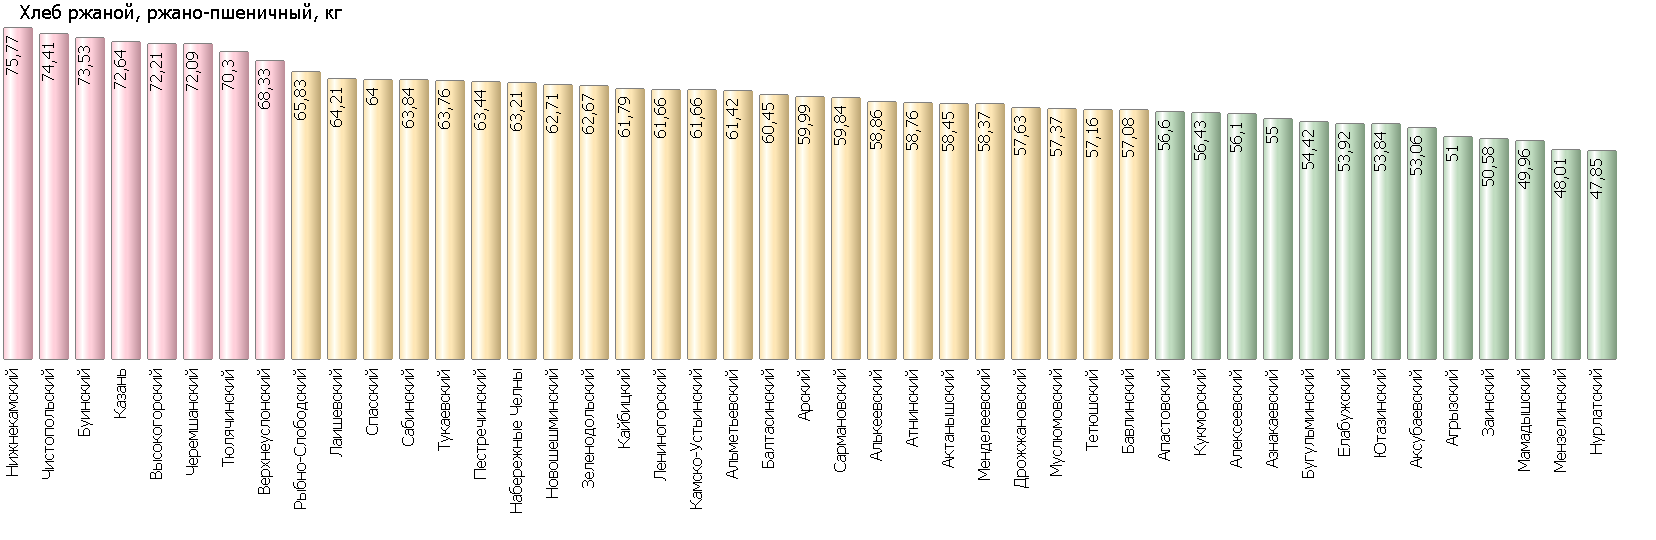 Хлеб ржаной, ржано-пшеничный, кг
75,77
74,41
73,53
72,64
72,21
72,09
70,3
68,33
65,83
64,21
64
63,84
63,76
63,44
63,21
62,71
62,67
61,79
61,66
61,66
61,42
60,45
59,99
59,84
58,86
58,76
58,45
58,37
57,63
57,37
57,16
57,08
56,6
56,43
56,1
55
54,42
53,92
53,84
53,06
51
50,58
49,96
48,01
47,85
Нижнекамский
Чистопольский
Буинский
Казань
Высокогорский
Черемшанский
Тюлячинский
Верхнеуслонский
Рыбно-Слободский
Лаишевский
Спасский
Сабинский
Тукаевский
Пестречинский
Набережные Челны
Новошешминский
Зеленодольский
Кайбицкий
Лениногорский
Камско-Устьинский
Альметьевский
Балтасинский
Арский
Сармановский
Алькеевский
Атнинский
Актанышский
Менделеевский
Дрожжановский
Муслюмовский
Тетюшский
Бавлинский
Апастовский
Кукморский
Алексеевский
Азнакаевский
Бугульминский
Елабужский
Ютазинский
Аксубаевский
Агрызский
Заинский
Мамадышский
Мензелинский
Нурлатский